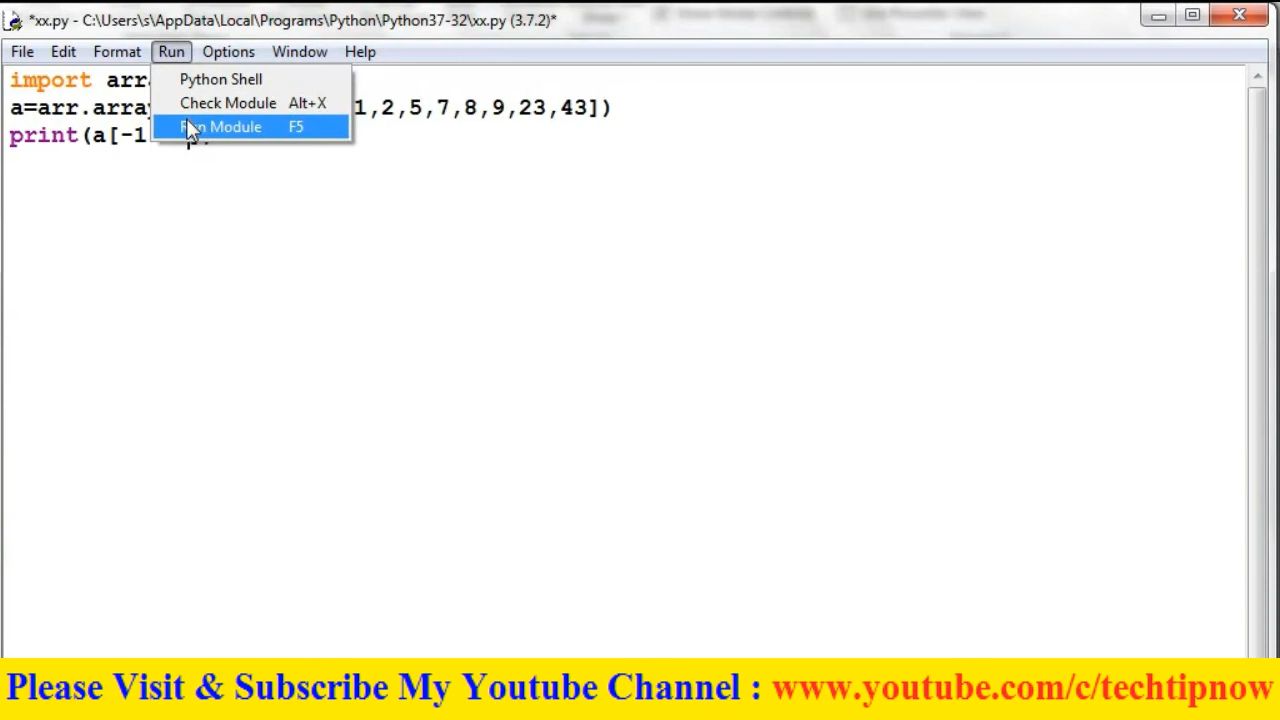 *xx.py - C:\Users\s\AppData\Local\Programs\Python\Python37-32\xx.py (3.7.2)*
File Edit Format Run Options Window Help
import
Python Shell
a=arr. 1,2,5,7,8,9,23,43])
Check Module Alt+X
Module F5
print(a[-1
Please Visit & Subscribe My Youtube Channel : www.youtube.com/c/techtipnow